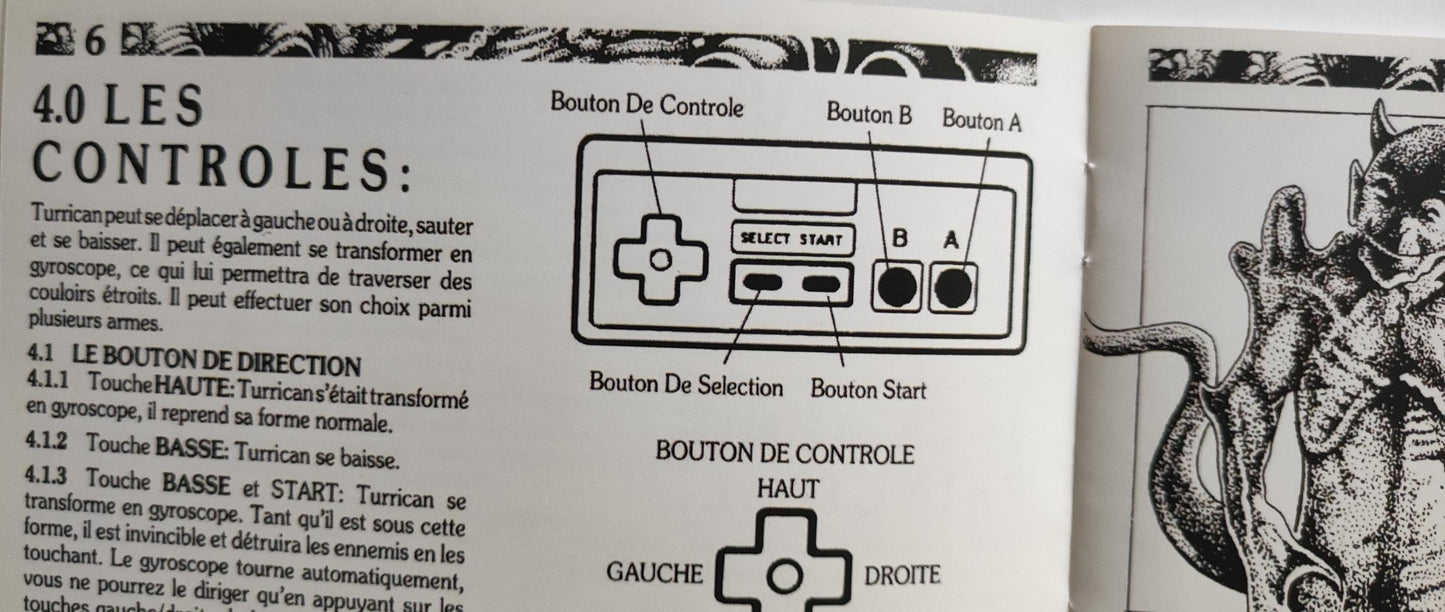 6
4.0 LES
CONTROLES:
Turrican peut se déplacer à gauche ou à droite, sauter
et se baisser. Il peut également se transformer en
gyroscope, ce qui lui permettra de traverser des
couloirs étroits. Il peut effectuer son choix parmi
plusieurs armes.
4.1 LE BOUTON DE DIRECTION
4.1.1 Touche HAUTE: Turrican s'était transformé
en gyroscope, il reprend sa forme normale.
4.1.2 Touche BASSE: Turrican se baisse.
4.1.3 Touche BASSE et START: Turrican se
transforme en gyroscope. Tant qu'il est sous cette
forme, il est invincible et détruira les ennemis en les
touchant. Le gyroscope tourne automatiquement,
vous ne pourrez le diriger qu'en appuyant sur les
touches gauche/
Bouton De Controle
Bouton B
Bouton A
SELECT START
B
A
Bouton De Selection
Bouton Start
BOUTON DE CONTROLE
HAUT
GAUCHE
DROITE